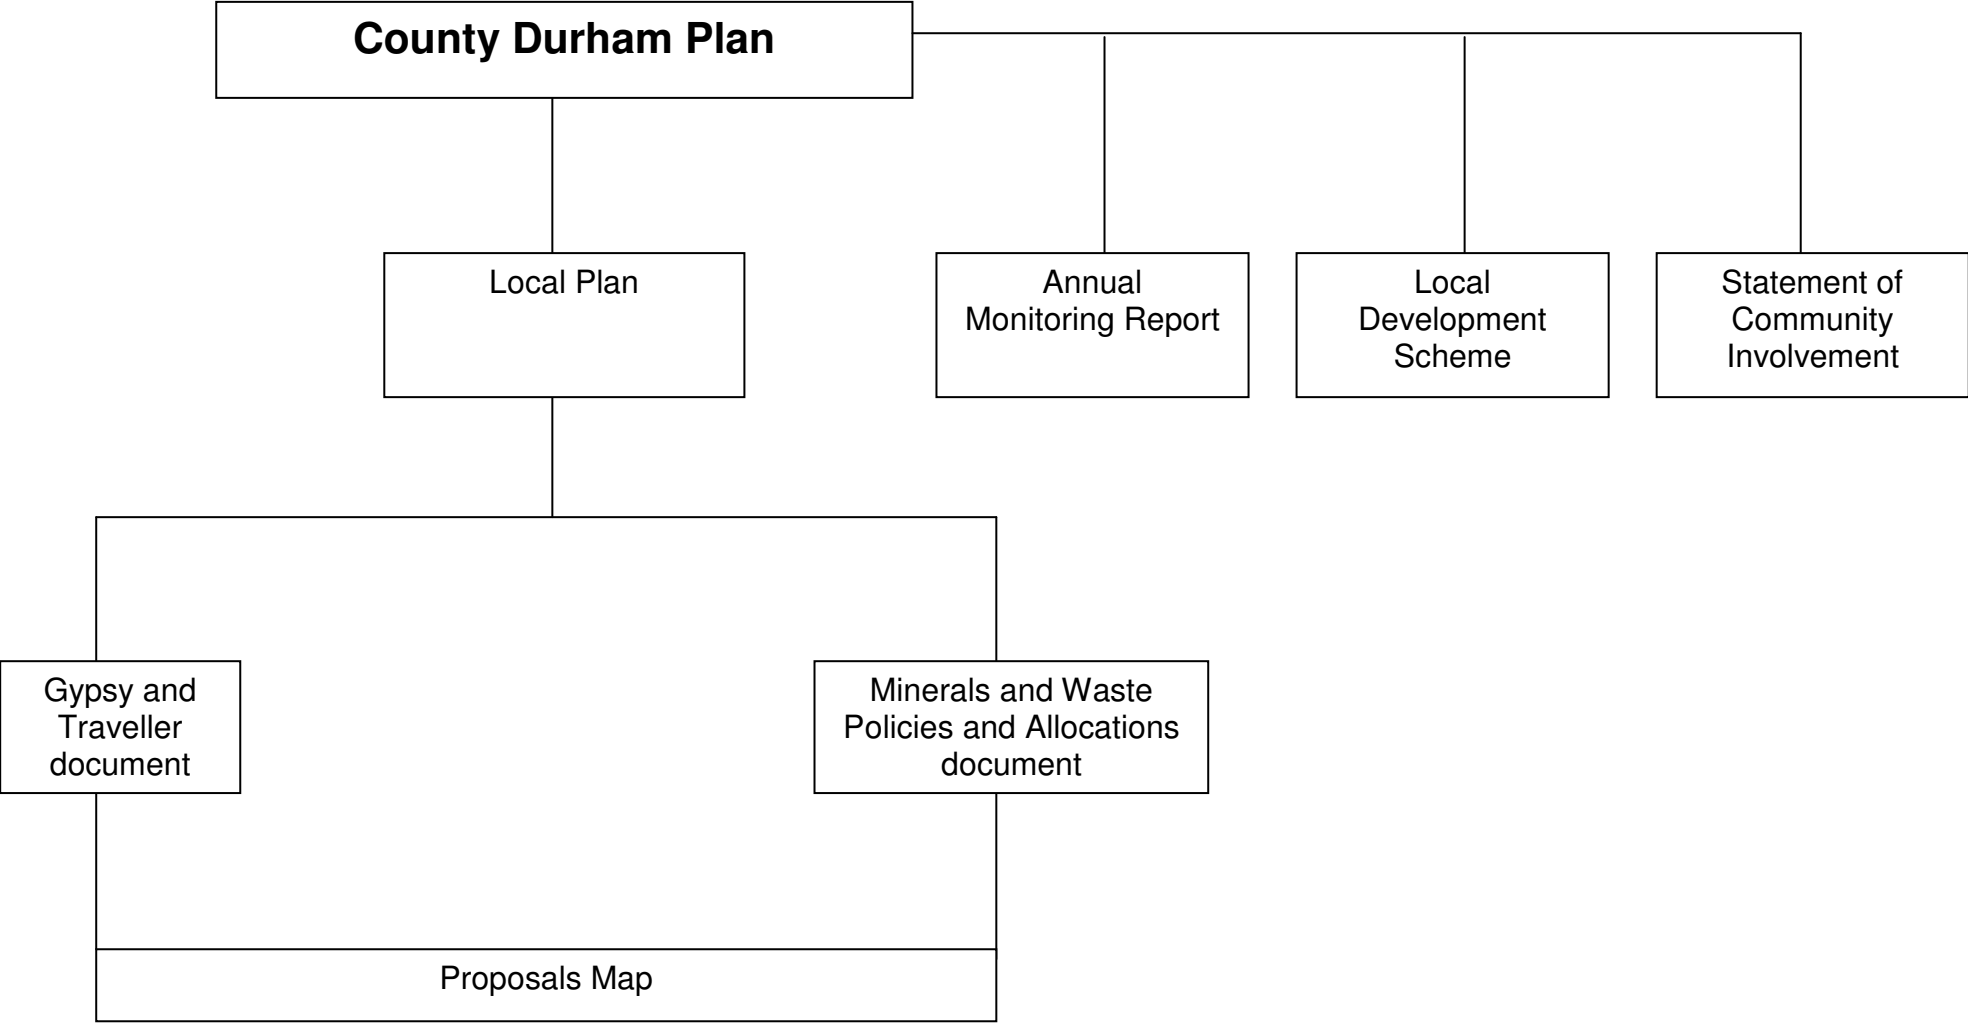 County Durham Plan
Local Plan
Annual
Monitoring Report
Local
Development
Scheme
Statement of
Community
Involvement
Gypsy and
Traveller
document
Minerals and Waste
Policies and Allocations
document
Proposals Map